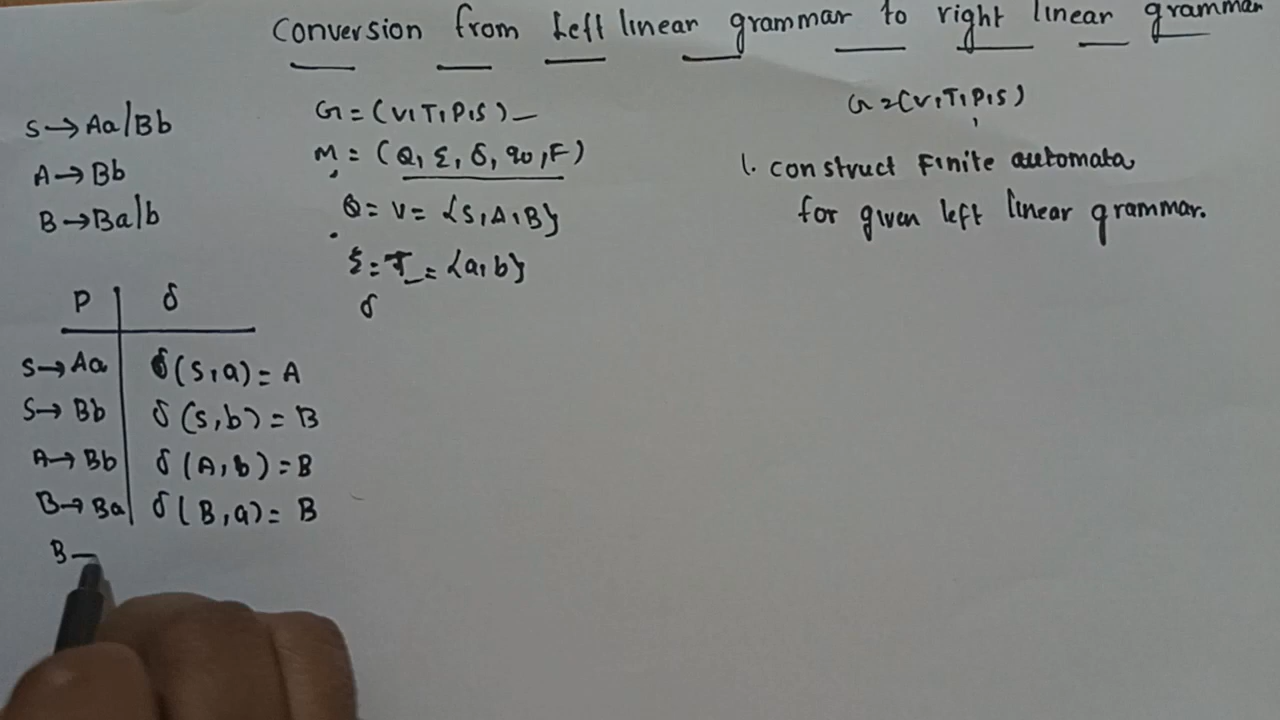 Conversion from Left linear grammar to right linear grammar
S→Aa|Bb
A→Bb
B→Ba|b
G=(V,T,P,S)
M=(Q,Σ,δ,q0,F)
Q=V={S,A,B}
Σ=T={a,b}
δ
G=(V,T,P,S)
1. construct Finite automata
for given left linear grammar.
P δ
S→Aa δ(S,a)=A
S→Bb δ(S,b)=B
A→Bb δ(A,b)=B
B→Ba δ(B,a)=B
B—